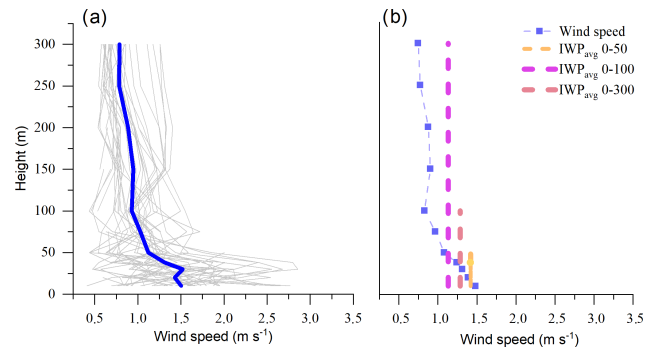 (a)
300
250
200
150
100
50
0
Height (m)
0,5 1,0 1,5 2,0 2,5 3,0 3,5
Wind speed (m s⁻¹)
(b)
Wind speed
IWPavg 0-50
IWPavg 0-100
IWPavg 0-300
0.5 1.0 1.5 2.0 2.5 3.0 3.5
Wind speed (m s⁻¹)